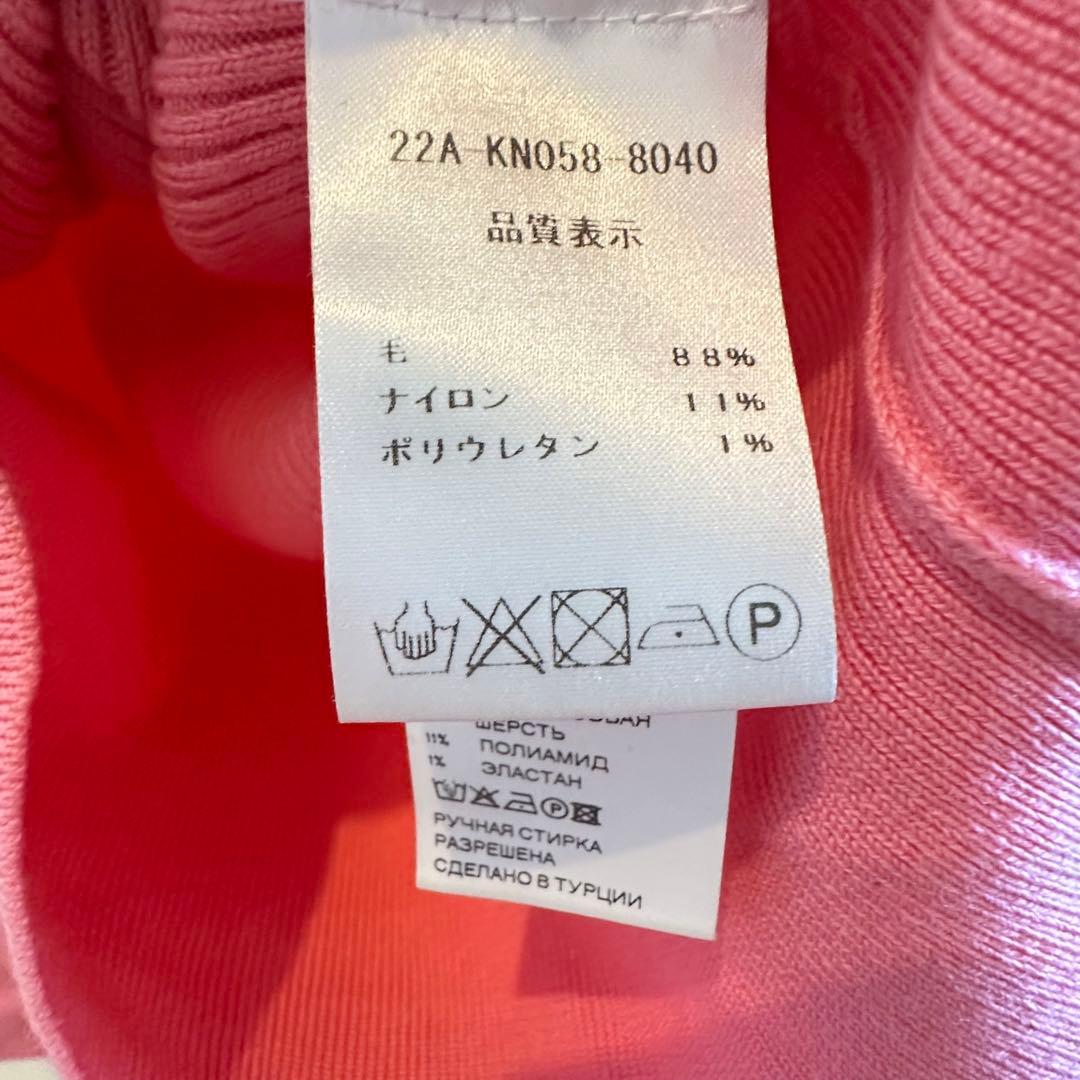 22A-KN058-8040
品質表示
毛 88%
ナイロン 11%
ポリウレタン 1%
P
ШЕРСТЬ
11% ПОЛИАМИД
1% ЭЛАСТАН
P
РУЧНАЯ СТИРКА
РАЗРЕШЕНА
СДЕЛАНО В ТУРЦИИ